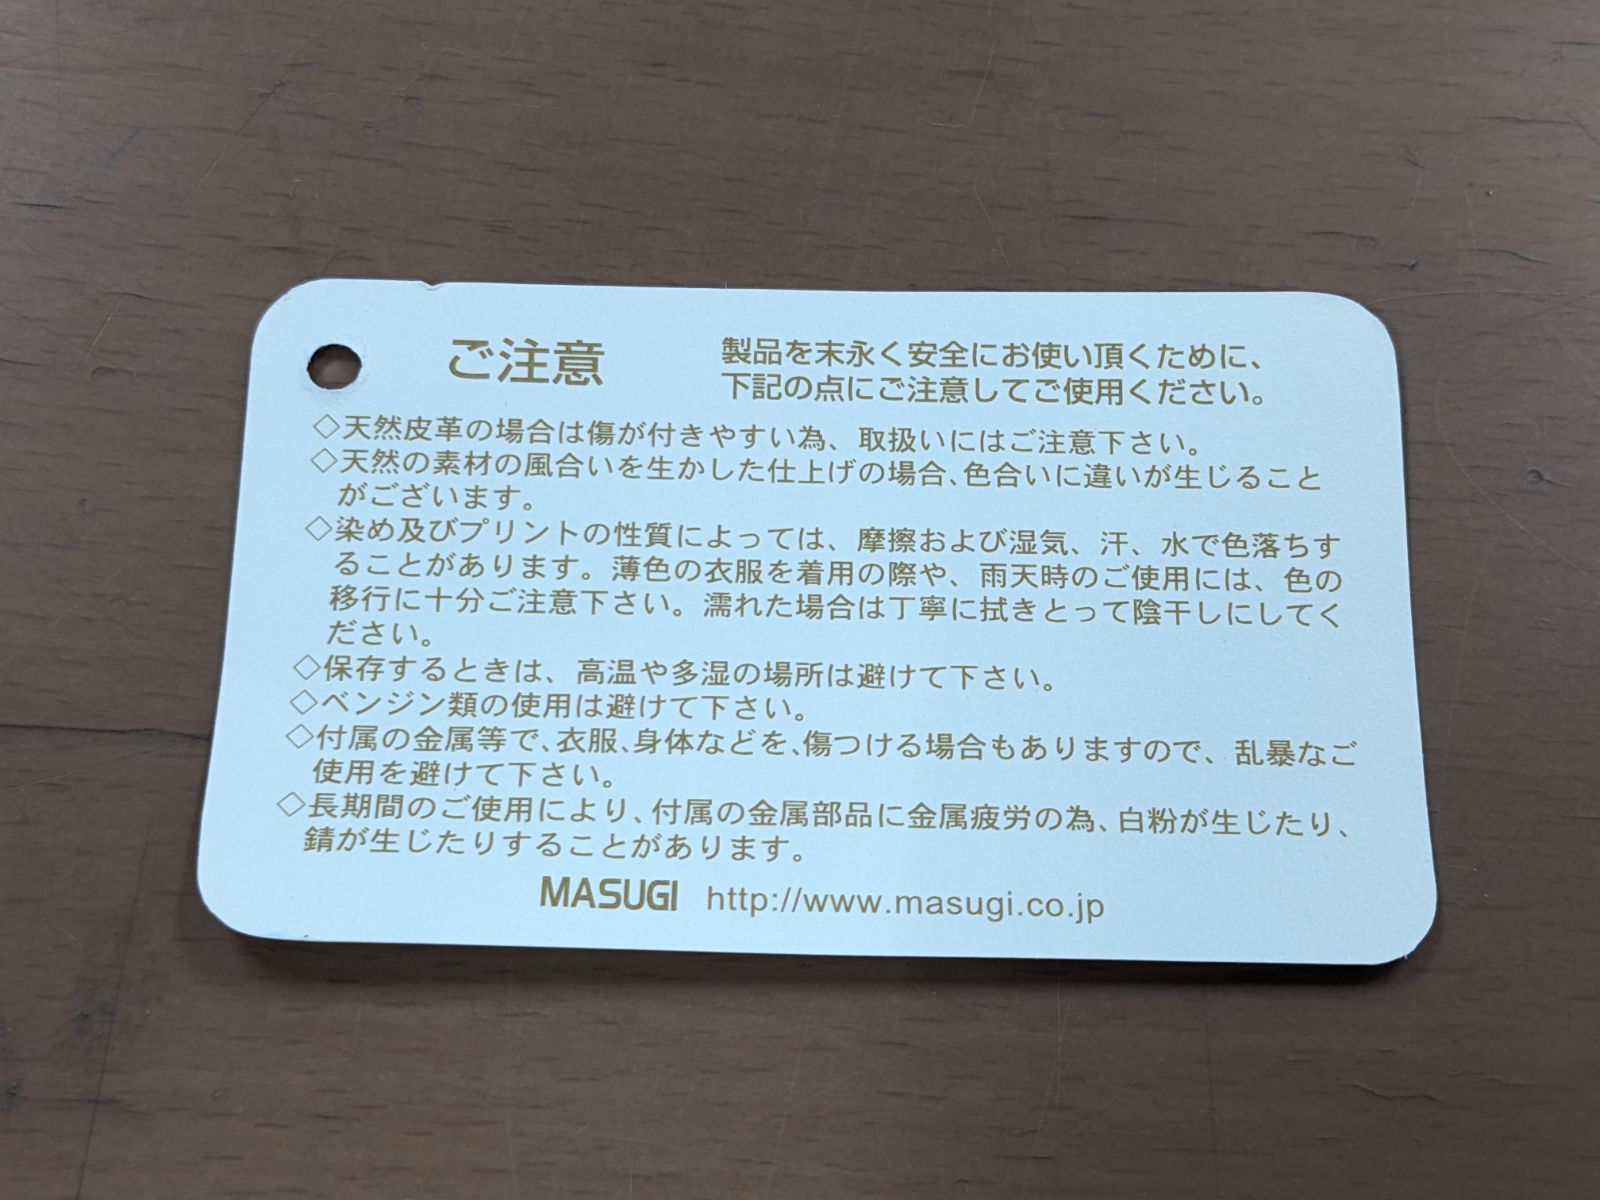 ご注意
製品を末永く安全にお使い頂くために、
下記の点にご注意してご使用ください。
◇天然皮革の場合は傷が付きやすい為、取扱いにはご注意下さい。
◇天然の素材の風合いを生かした仕上げの場合、色合いに違いが生じること
がございます。
◇染め及びプリントの性質によっては、摩擦および湿気、汗、水で色落ちす
ることがあります。薄色の衣服を着用の際や、雨天時のご使用には、色の
移行に十分ご注意下さい。濡れた場合は丁寧に拭きとって陰干しにしてく
ださい。
◇保存するときは、高温や多湿の場所は避けて下さい。
◇ベンジン類の使用は避けて下さい。
◇付属の金属等で、衣服、身体などを、傷つける場合もありますので、乱暴なご
使用を避けて下さい。
◇長期間のご使用により、付属の金属部品に金属疲労の為、白粉が生じたり、
錆が生じたりすることがあります。
MASUGI http://www.masugi.co.jp